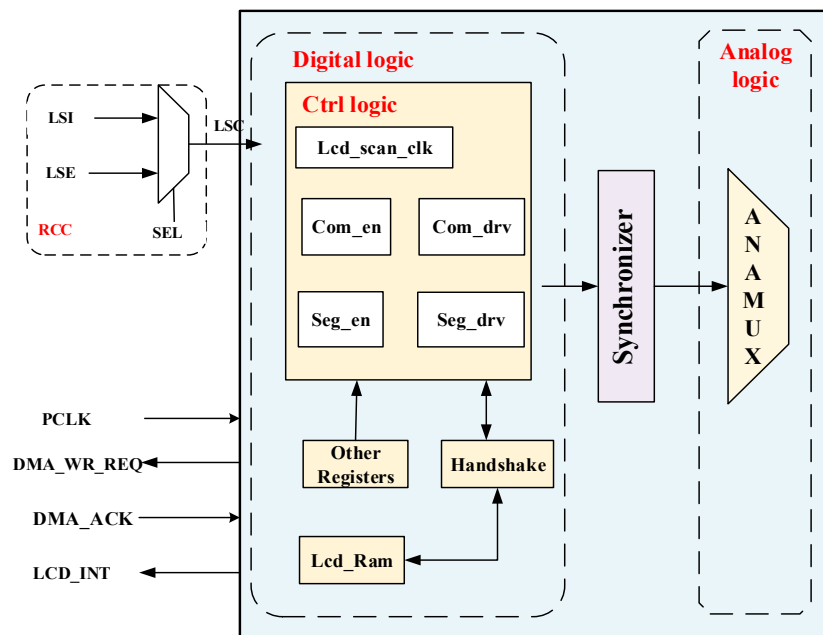 Digital logic
Analog
logic
Ctrl logic
LSI
LSC
Lcd_scan_clk
LSE
RCC
SEL
Com_en
Com_drv
Synchronizer
A
N
A
M
U
X
Seg_en
Seg_drv
PCLK
DMA_WR_REQ
Other
Registers
Handshake
DMA_ACK
Lcd_Ram
LCD_INT